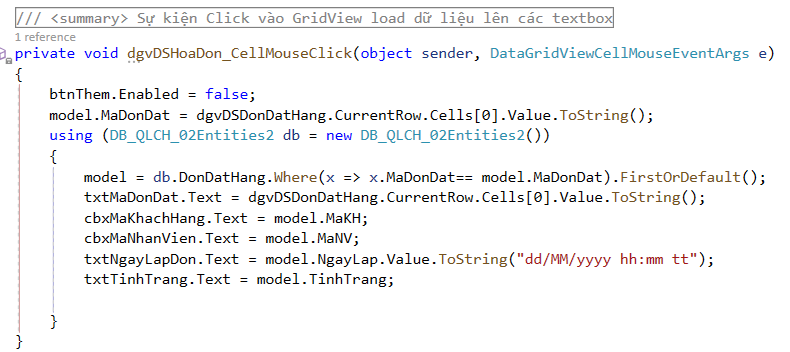 /// <summary> Sự kiện Click vào GridView load dữ liệu lên các textbox
1 reference
private void dgvDSHoaDon_CellMouseClick(object sender, DataGridViewCellMouseEventArgs e)
{
    btnThem.Enabled = false;
    model.MaDonDat = dgvDSDonDatHang.CurrentRow.Cells[0].Value.ToString();
    using (DB_QLCH_02Entities2 db = new DB_QLCH_02Entities2())
    {
        model = db.DonDatHang.Where(x => x.MaDonDat== model.MaDonDat).FirstOrDefault();
        txtMaDonDat.Text = dgvDSDonDatHang.CurrentRow.Cells[0].Value.ToString();
        cbxMaKhachHang.Text = model.MaKH;
        cbxMaNhanVien.Text = model.MaNV;
        txtNgayLapDon.Text = model.NgayLap.Value.ToString("dd/MM/yyyy hh:mm tt");
        txtTinhTrang.Text = model.TinhTrang;
    }
}